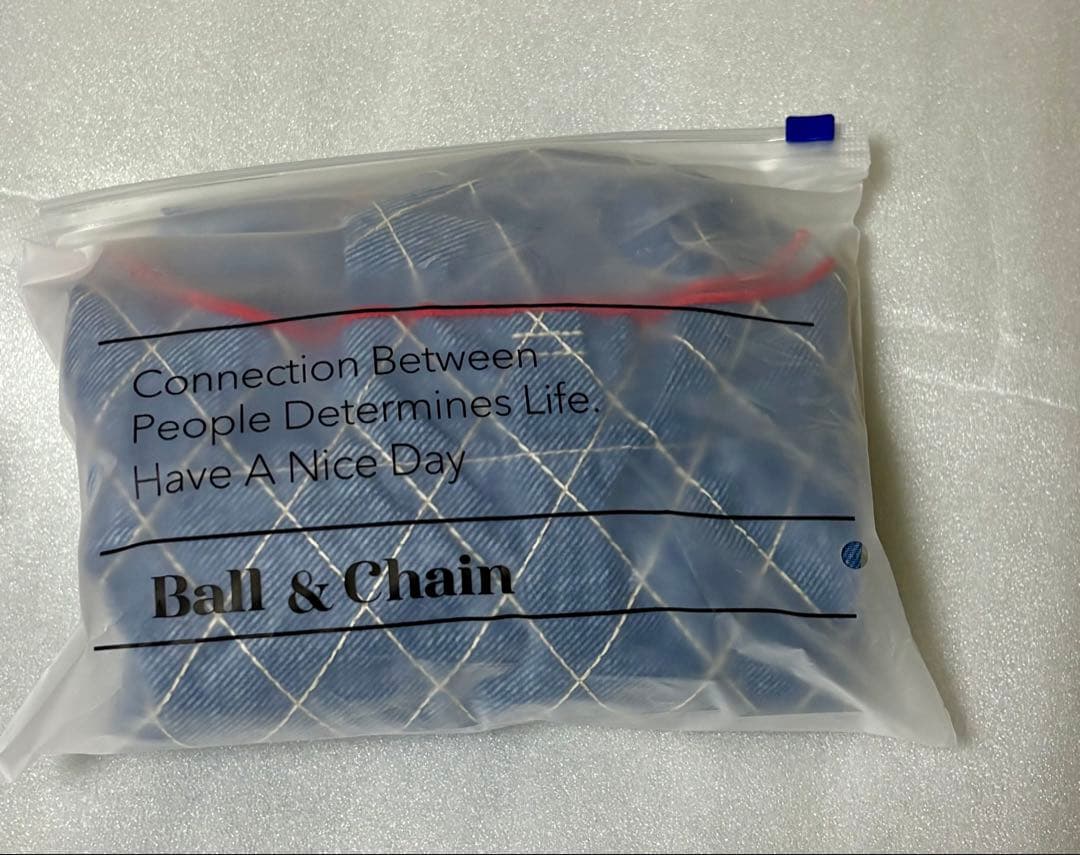 Connection Between
People Determines Life.
Have A Nice Day
Ball & Chain